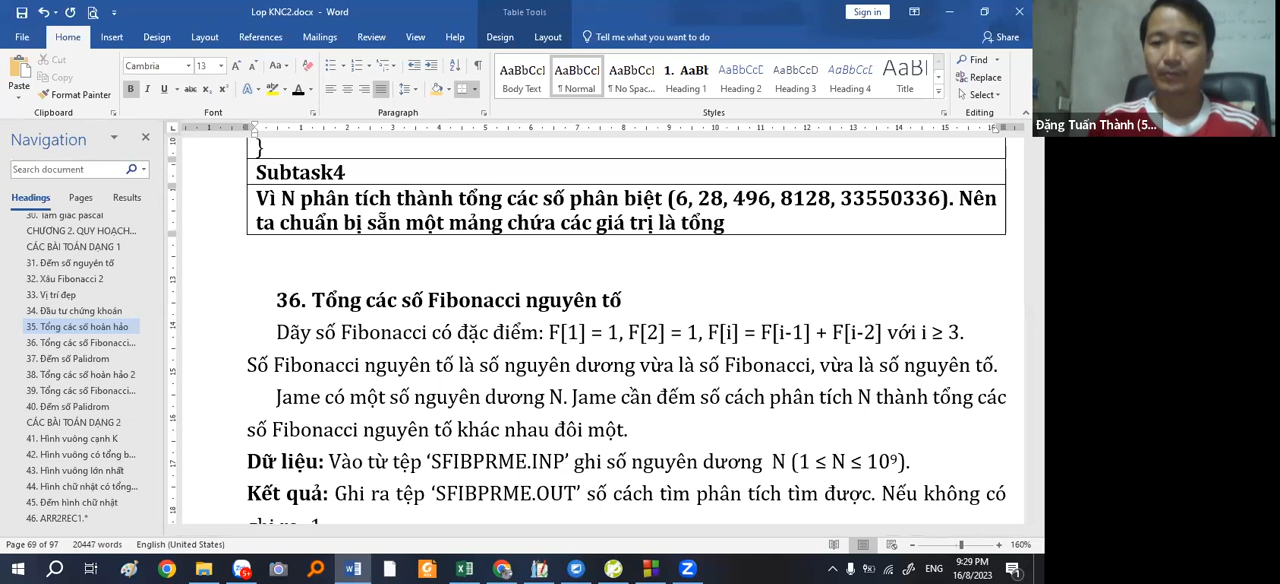 Lop KNC2.docx - Word
Table Tools
Sign in
File Home Insert Design Layout References Mailings Review View Help Design Layout Tell me what you want to do Share
Paste
Cut
Copy
Format Painter
Clipboard
Cambria 13
Font
Paragraph
AaBbCcI Body Text
AaBbCcI ¶ Normal
AaBbCcI ¶ No Spac...
1. AaBb Heading 1
AaBbCcD Heading 2
AaBbCcD Heading 3
AaBbCcD Heading 4
AaBl Title
Styles
Find
Replace
Select
Editing
Đặng Tuấn Thành (5...
Navigation
Search document
Headings Pages Results
30. Tam giác pascal
CHƯƠNG 2. QUY HOẠCH...
CÁC BÀI TOÁN DẠNG 1
31. Đếm số nguyên tố
32. Xâu Fibonacci 2
33. Vị trí đẹp
34. Đầu tư chứng khoán
35. Tổng các số hoàn hảo
36. Tổng các số Fibonacci...
37. Đếm số Palidrom
38. Tổng các số hoàn hảo 2
39. Tổng các số Fibonacci...
40. Đếm số Palidrom
CÁC BÀI TOÁN DẠNG 2
41. Hình vuông cạnh K
42. Hình vuông có tổng b...
43. Hình vuông lớn nhất
44. Hình chữ nhật có tổng...
45. Đếm hình chữ nhật
46. ARR2REC1.*
}
Subtask4
Vì N phân tích thành tổng các số phân biệt (6, 28, 496, 8128, 33550336). Nên
ta chuẩn bị sẵn một mảng chứa các giá trị là tổng
36. Tổng các số Fibonacci nguyên tố
Dãy số Fibonacci có đặc điểm: F[1] = 1, F[2] = 1, F[i] = F[i-1] + F[i-2] với i ≥ 3.
Số Fibonacci nguyên tố là số nguyên dương vừa là số Fibonacci, vừa là số nguyên tố.
Jame có một số nguyên dương N. Jame cần đếm số cách phân tích N thành tổng các
số Fibonacci nguyên tố khác nhau đôi một.
Dữ liệu: Vào từ tệp ‘SFIBPRME.INP’ ghi số nguyên dương N (1 ≤ N ≤ 10⁹).
Kết quả: Ghi ra tệp ‘SFIBPRME.OUT’ số cách tìm phân tích tìm được. Nếu không có
ghi ra -1
Page 69 of 97 20447 words English (United States) 160%
ENG
9:29 PM
16/8/2023